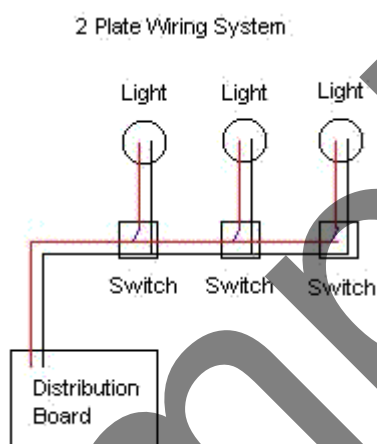 2 Plate Wiring System
Light Light Light
Switch Switch Switch
Distribution
Board